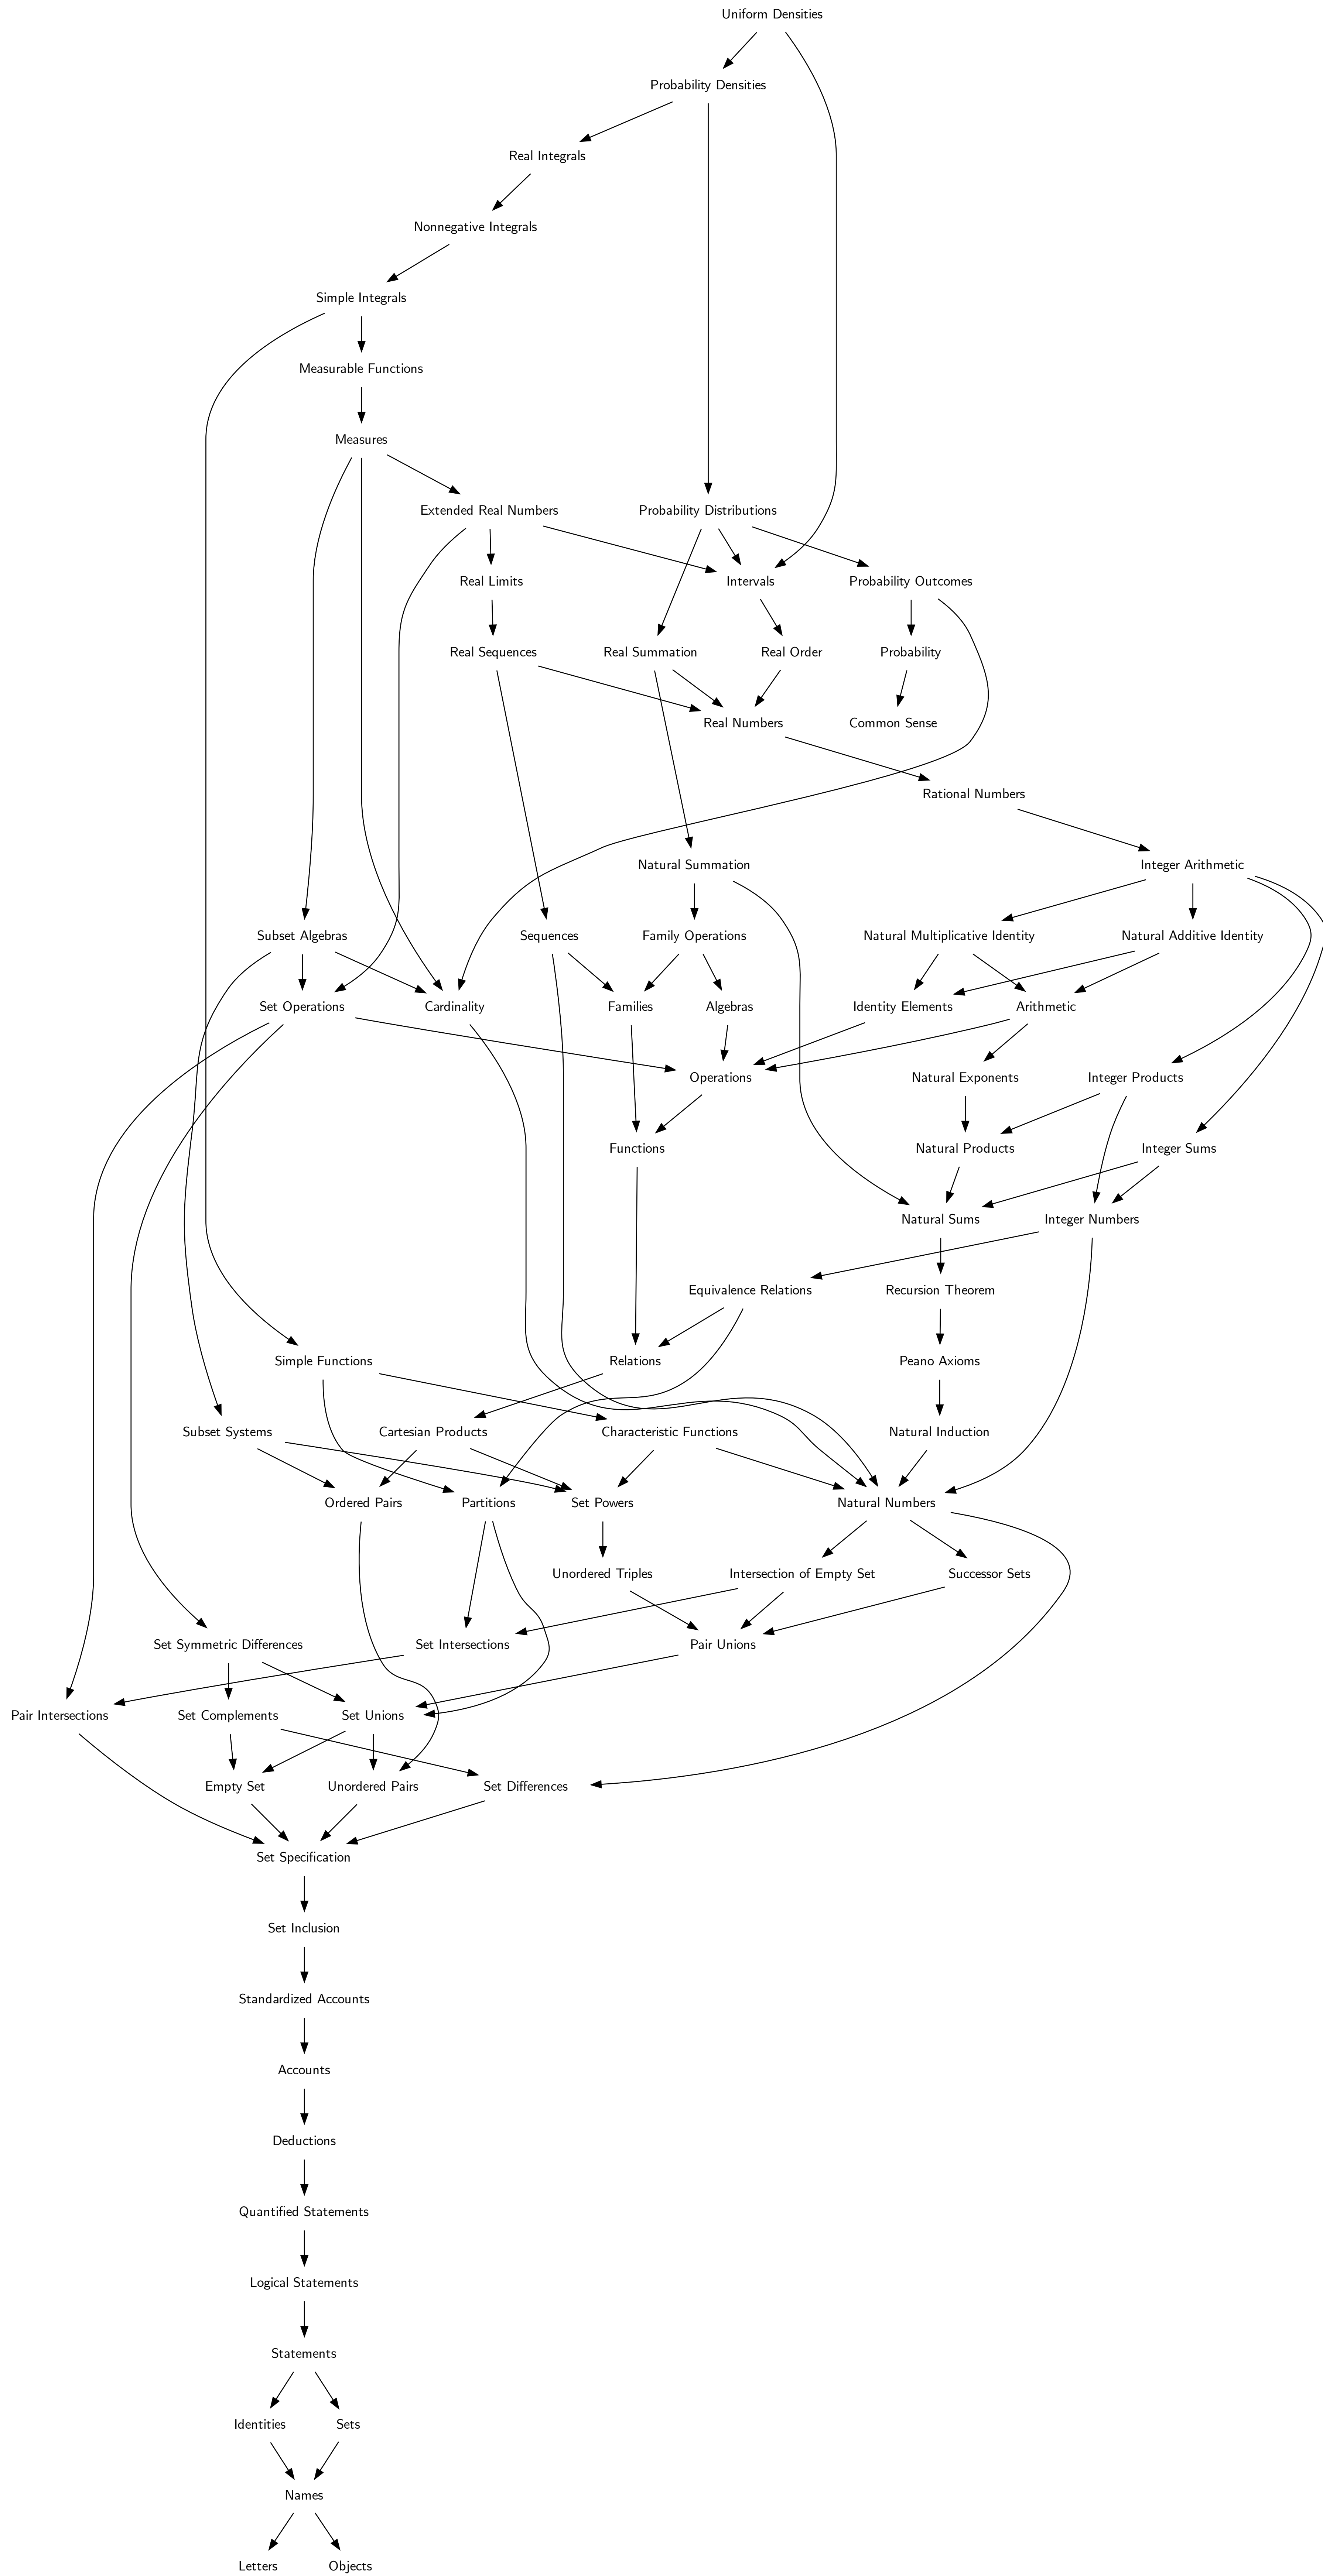 Uniform Densities
Probability Densities
Real Integrals
Nonnegative Integrals
Simple Integrals
Measurable Functions
Measures
Extended Real Numbers
Probability Distributions
Real Limits
Intervals
Probability Outcomes
Real Sequences
Real Summation
Real Order
Probability
Real Numbers
Common Sense
Rational Numbers
Natural Summation
Integer Arithmetic
Subset Algebras
Sequences
Family Operations
Natural Multiplicative Identity
Natural Additive Identity
Set Operations
Cardinality
Families
Algebras
Identity Elements
Arithmetic
Operations
Natural Exponents
Integer Products
Functions
Natural Products
Integer Sums
Natural Sums
Integer Numbers
Equivalence Relations
Recursion Theorem
Simple Functions
Relations
Peano Axioms
Subset Systems
Cartesian Products
Characteristic Functions
Natural Induction
Ordered Pairs
Partitions
Set Powers
Natural Numbers
Unordered Triples
Intersection of Empty Set
Successor Sets
Set Symmetric Differences
Set Intersections
Pair Unions
Pair Intersections
Set Complements
Set Unions
Empty Set
Unordered Pairs
Set Differences
Set Specification
Set Inclusion
Standardized Accounts
Accounts
Deductions
Quantified Statements
Logical Statements
Statements
Identities
Sets
Names
Letters
Objects